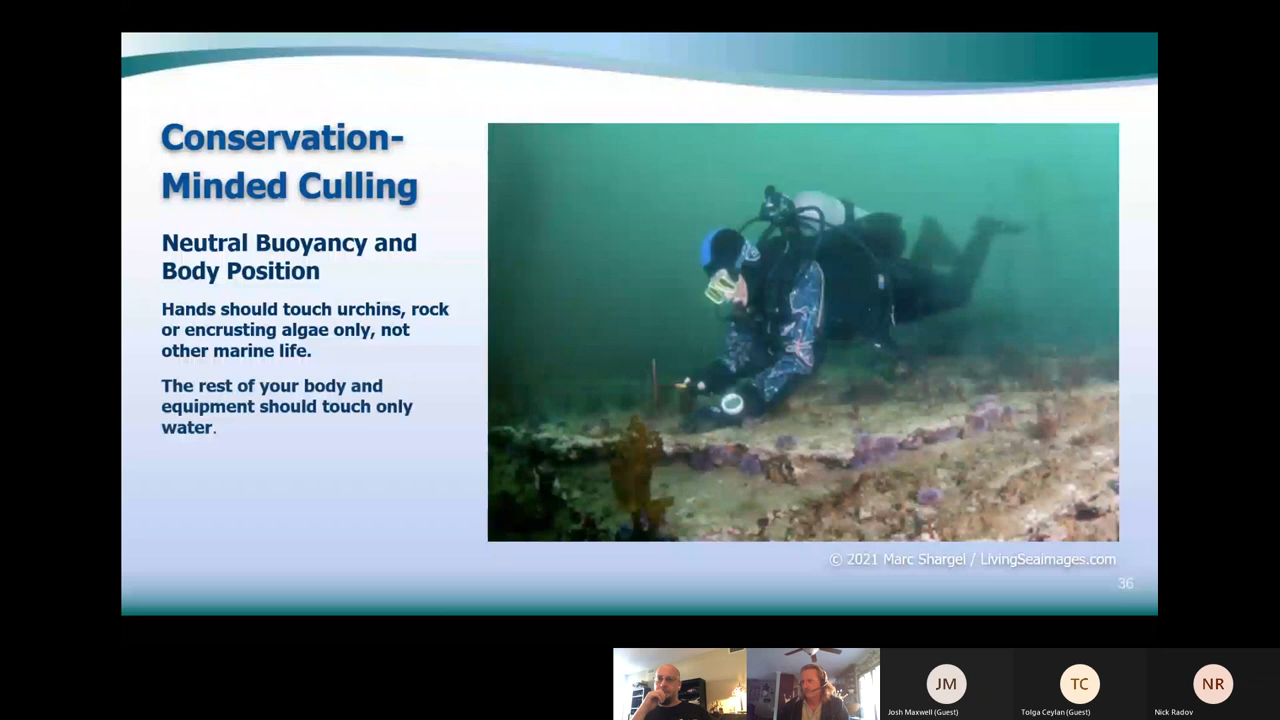 Conservation-
Minded Culling
Neutral Buoyancy and
Body Position
Hands should touch urchins, rock
or encrusting algae only, not
other marine life.
The rest of your body and
equipment should touch only
water.
© 2021 Marc Shargel / LivingSeaimages.com
36
JM
TC
NR
Josh Maxwell (Guest)
Tolga Ceylan (Guest)
Nick Radov